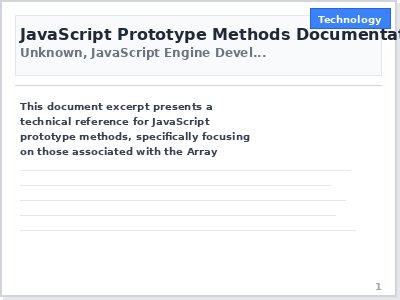 Technology
JavaScript Prototype Methods Documentat
Unknown, JavaScript Engine Devel...
This document excerpt presents a
technical reference for JavaScript
prototype methods, specifically focusing
on those associated with the Array
1